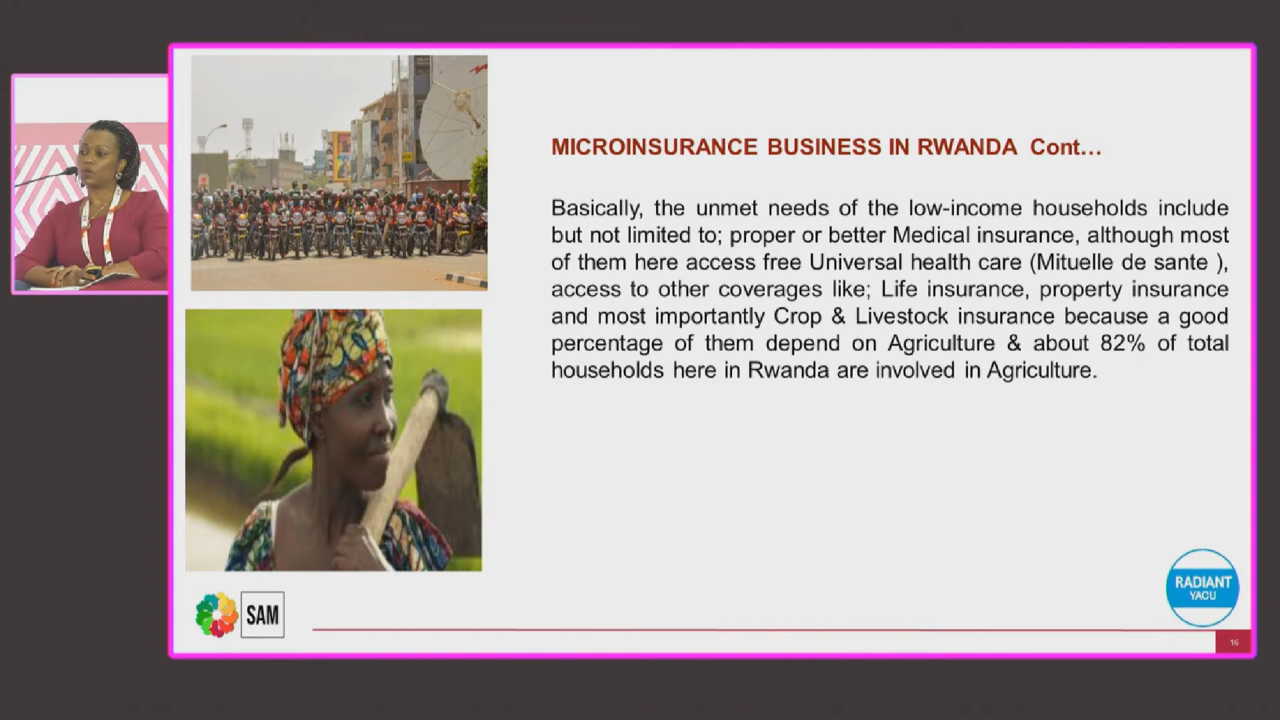 MICROINSURANCE BUSINESS IN RWANDA Cont...
Basically, the unmet needs of the low-income households include
but not limited to; proper or better Medical insurance, although most
of them here access free Universal health care (Mituelle de sante ),
access to other coverages like; Life insurance, property insurance
and most importantly Crop & Livestock insurance because a good
percentage of them depend on Agriculture & about 82% of total
households here in Rwanda are involved in Agriculture.
RADIANT
YACU
SAM
16